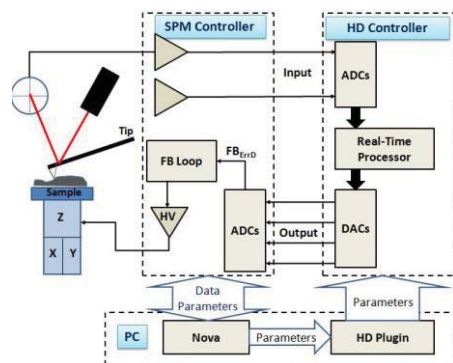 SPM Controller
HD Controller
Input
ADCs
Tip
FB Loop
FB_ErrD
Real-Time
Processor
Sample
Z
HV
ADCs
Output
DACs
X
Y
Data
Parameters
Parameters
PC
Nova
Parameters
HD Plugin